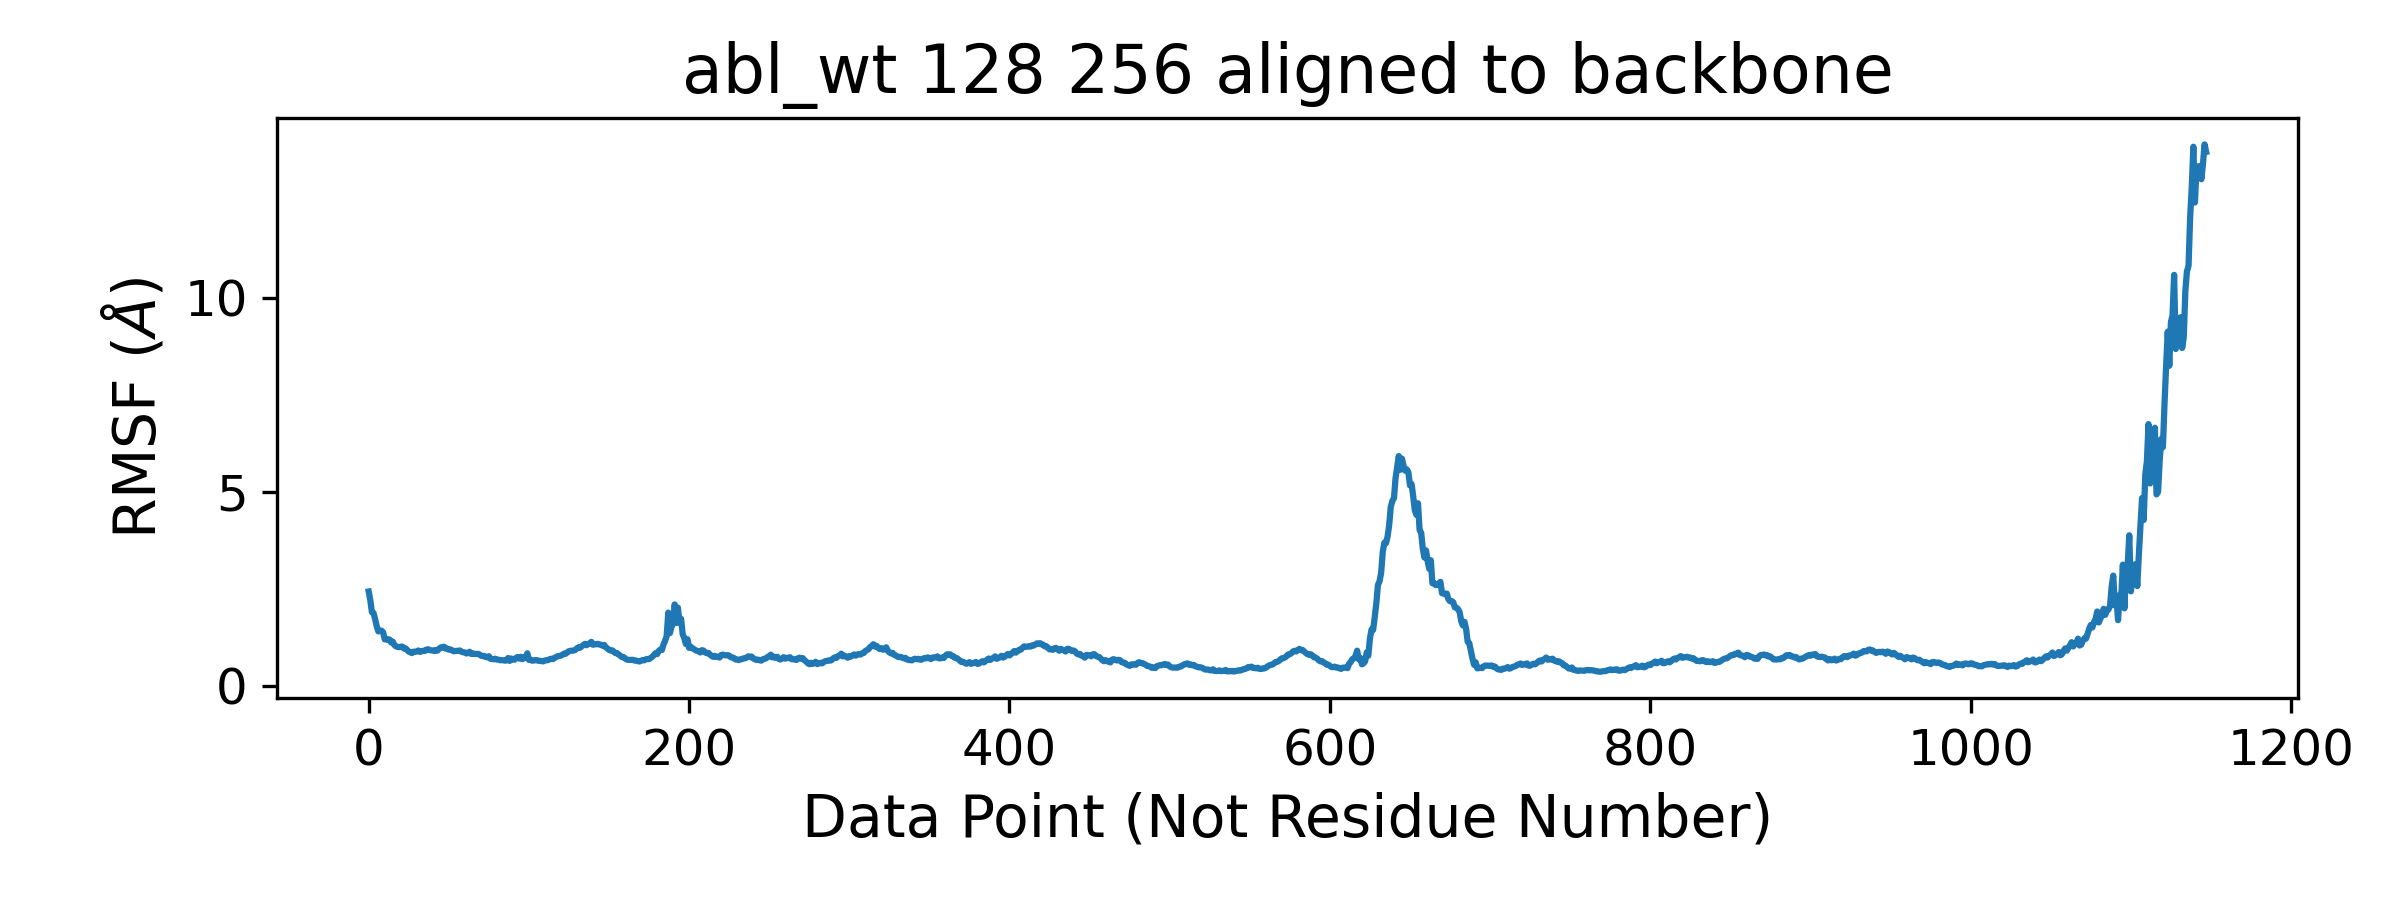 abl_wt 128 256 aligned to backbone
RMSF (Å)
10
5
0
0 200 400 600 800 1000 1200
Data Point (Not Residue Number)